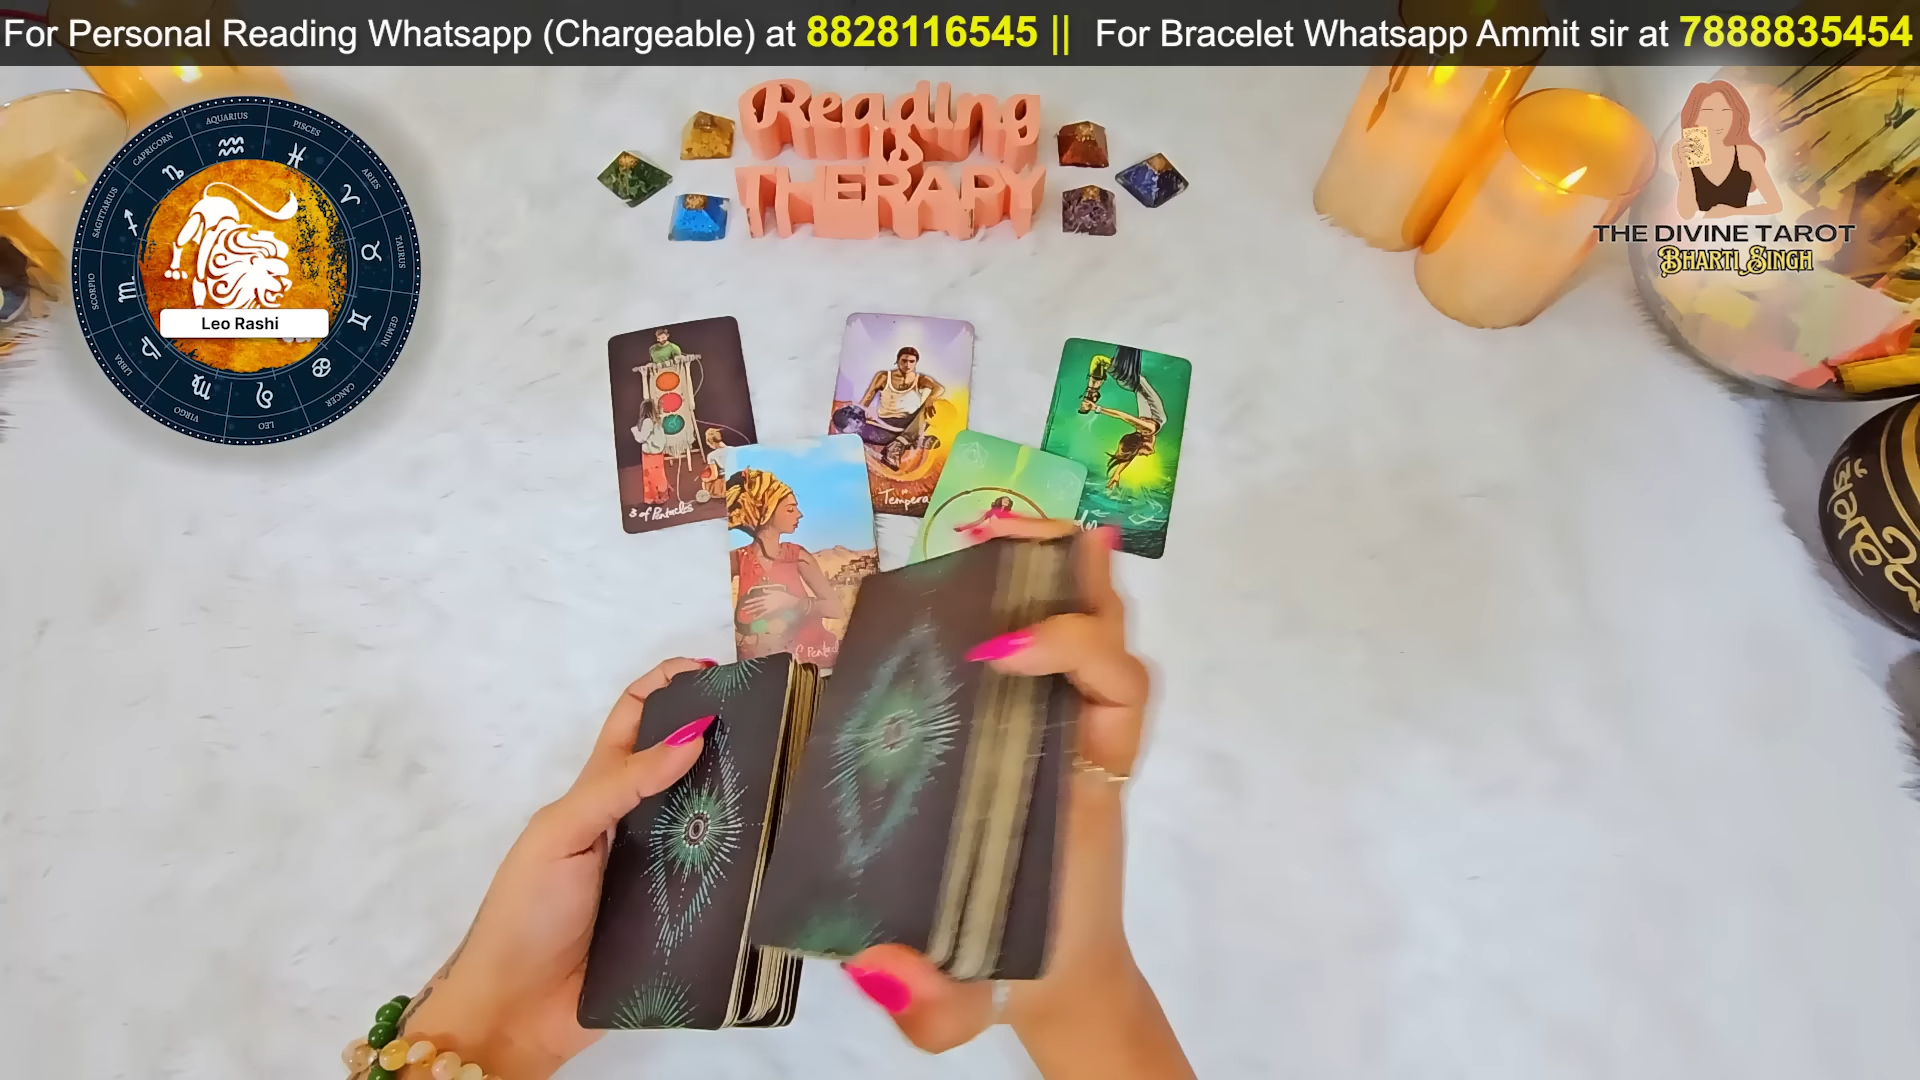 For Personal Reading Whatsapp (Chargeable) at 8828116545 || For Bracelet Whatsapp Ammit sir at 7888835454
Reading
is
THERAPY
THE DIVINE TAROT
BHARTI SINGH
AQUARIUS
PISCES
ARIES
TAURUS
GEMINI
CANCER
LEO
VIRGO
LIBRA
SCORPIO
SAGITTARIUS
CAPRICORN
Leo Rashi
3 of Pentacles
Tempera
f Pentacl